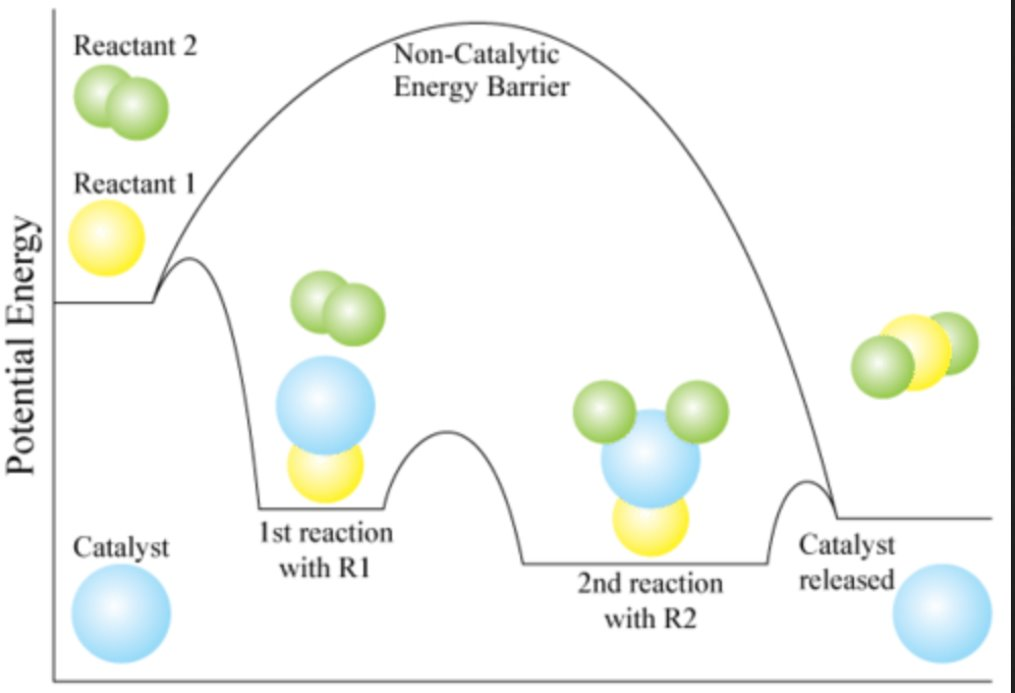 Reactant 2
Non-Catalytic
Energy Barrier
Reactant 1
Potential Energy
1st reaction
with R1
Catalyst
2nd reaction
with R2
Catalyst
released